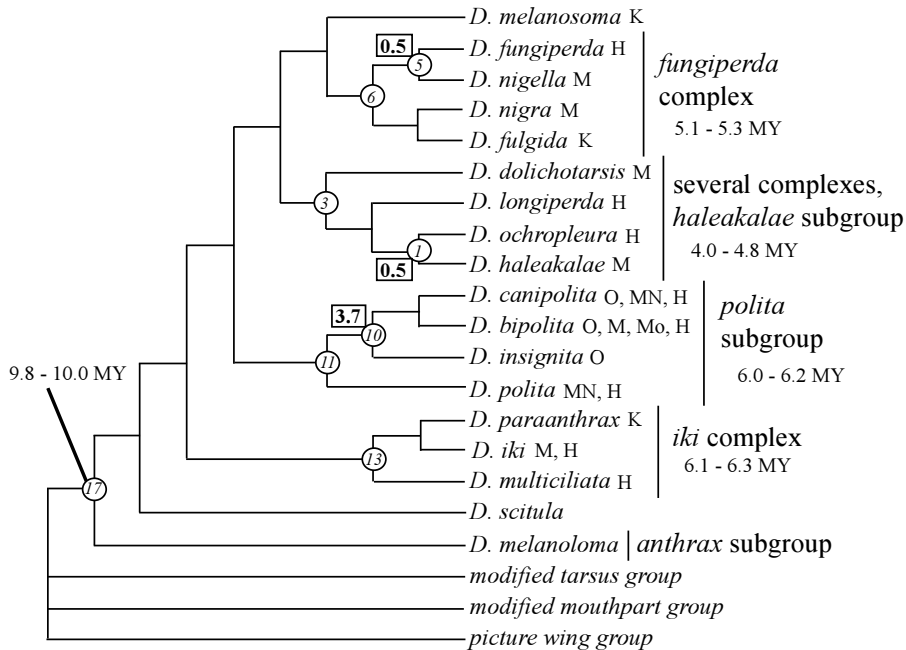 D. melanosoma K
0.5
D. fungiperda H
5
D. nigella M
6
D. nigra M
D. fulgida K
fungiperda
complex
5.1 - 5.3 MY
D. dolichotarsis M
3
D. longiperda H
D. ochropleura H
1
D. haleakalae M
0.5
several complexes,
haleakalae subgroup
4.0 - 4.8 MY
D. canipolita O, MN, H
3.7
D. bipolita O, M, Mo, H
10
D. insignita O
11
D. polita MN, H
polita
subgroup
6.0 - 6.2 MY
9.8 - 10.0 MY
D. paraanthrax K
D. iki M, H
13
D. multiciliata H
iki complex
6.1 - 6.3 MY
17
D. scitula
D. melanoloma anthrax subgroup
modified tarsus group
modified mouthpart group
picture wing group